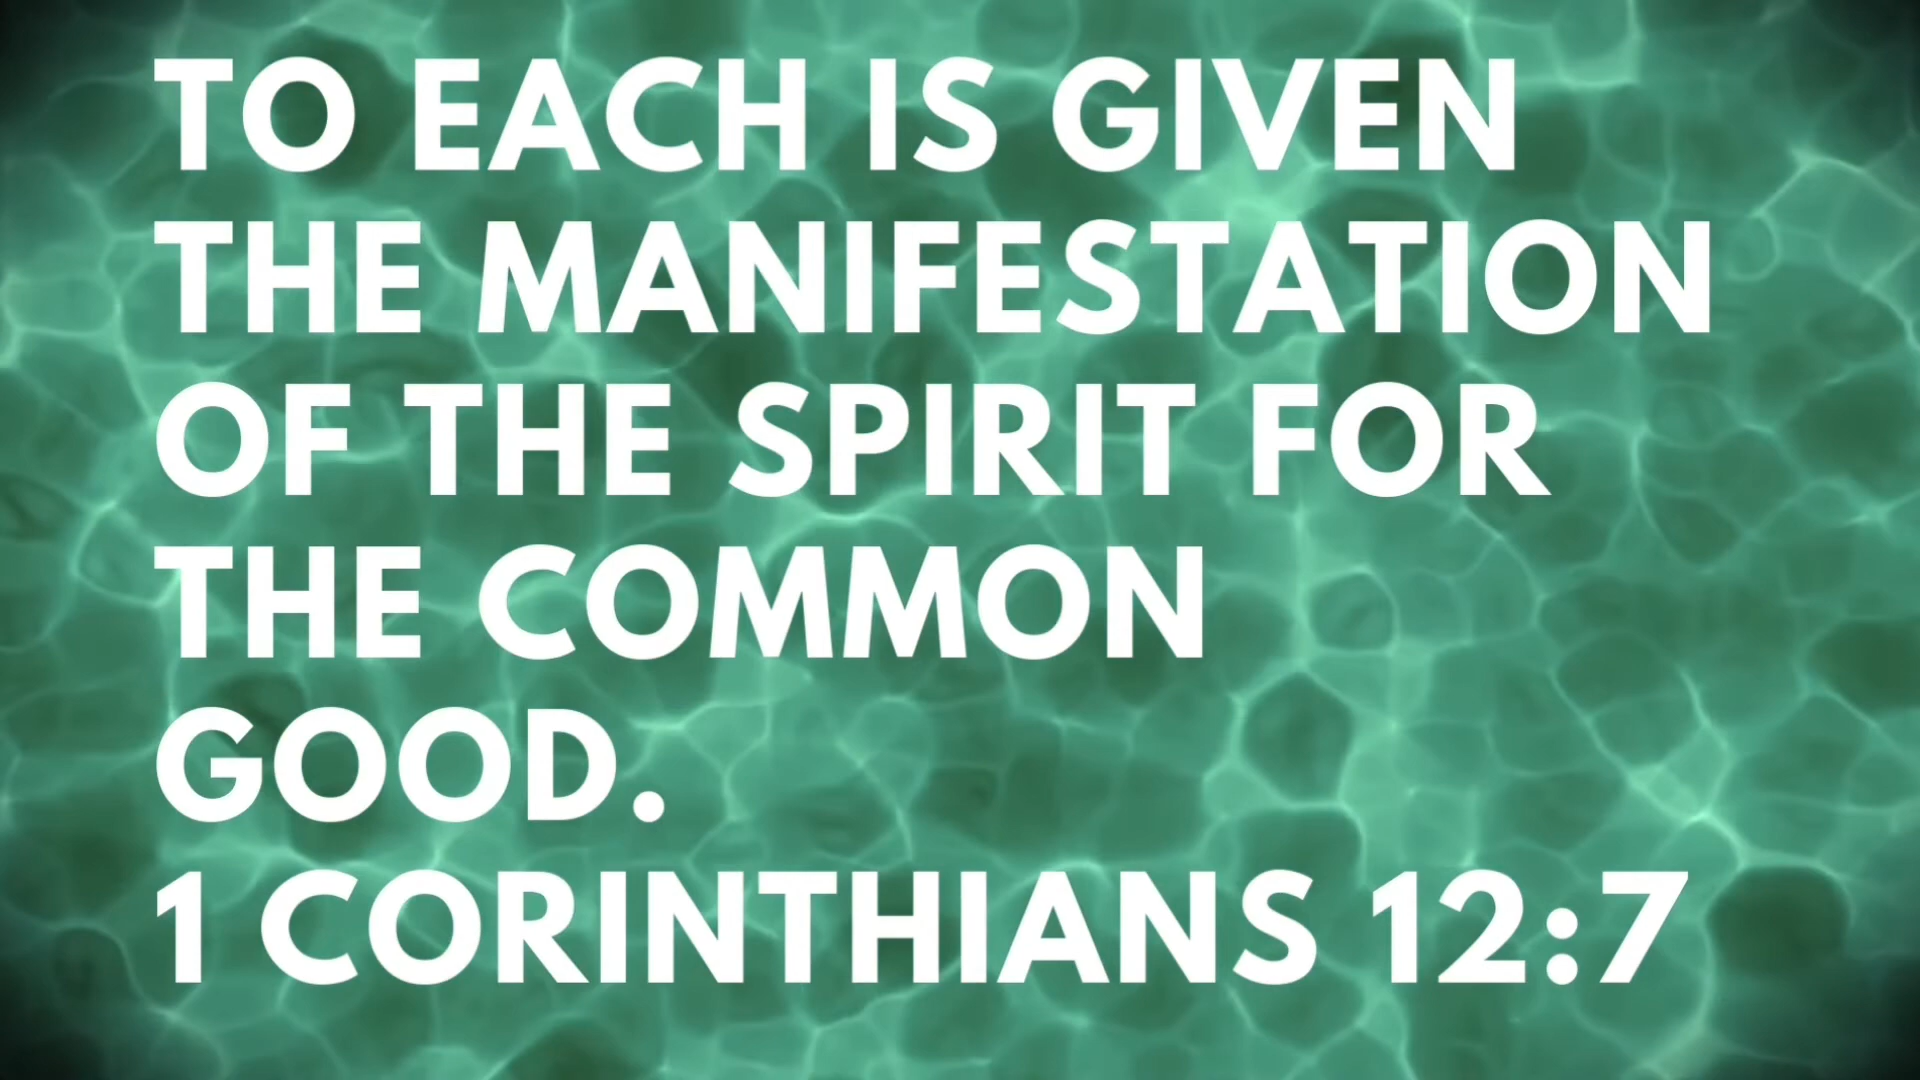 TO EACH IS GIVEN
THE MANIFESTATION
OF THE SPIRIT FOR
THE COMMON
GOOD.
1 CORINTHIANS 12:7